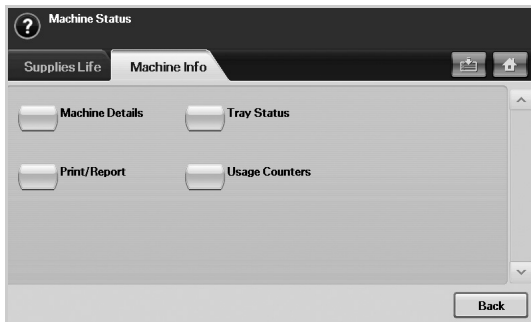 Machine Status
Supplies Life
Machine Info
Machine Details
Tray Status
Print/Report
Usage Counters
Back